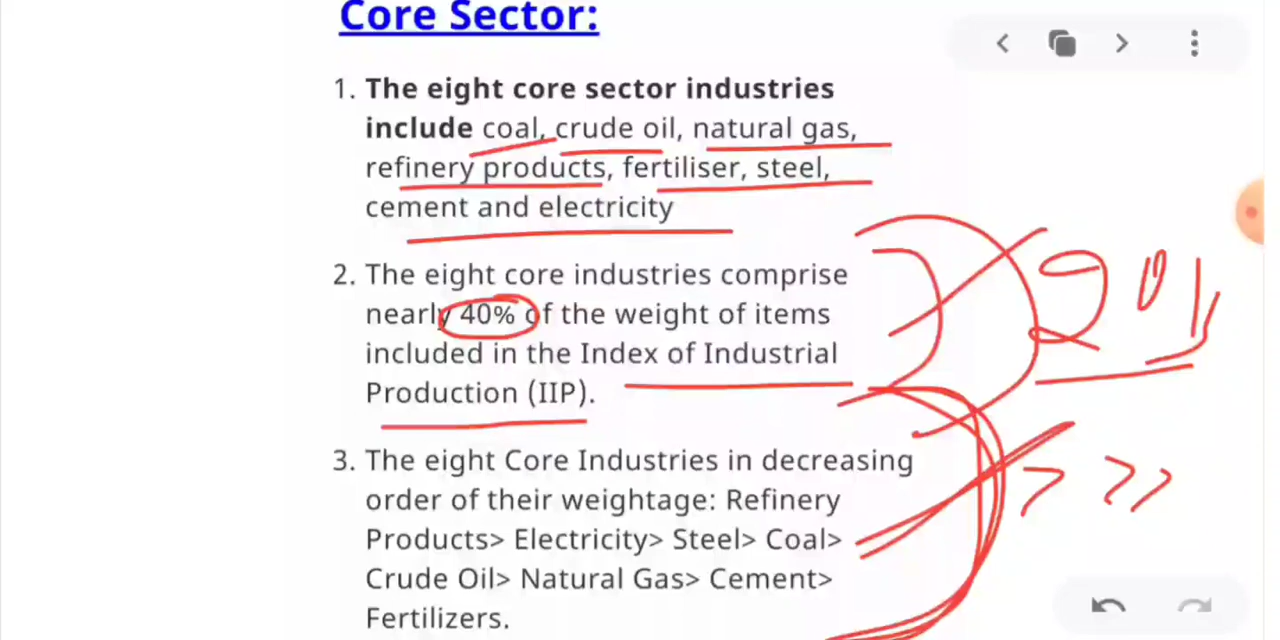 Core Sector:
1. The eight core sector industries
include coal, crude oil, natural gas,
refinery products, fertiliser, steel,
cement and electricity
2. The eight core industries comprise
nearly 40% of the weight of items
included in the Index of Industrial
Production (IIP).
3. The eight Core Industries in decreasing
order of their weightage: Refinery
Products> Electricity> Steel> Coal>
Crude Oil> Natural Gas> Cement>
Fertilizers.
> >>